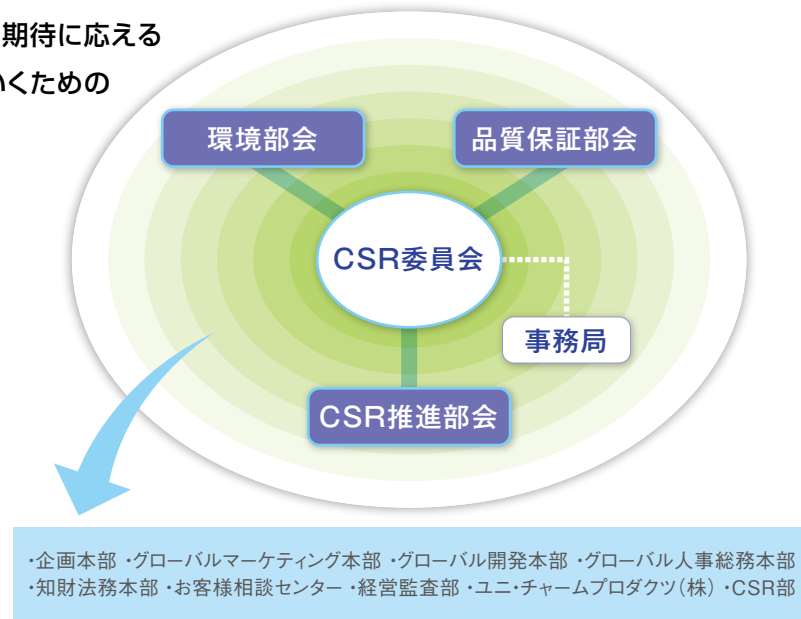 期待に応える
いくための
環境部会
品質保証部会
CSR委員会
事務局
CSR推進部会
・企画本部 ・グローバルマーケティング本部 ・グローバル開発本部 ・グローバル人事総務本部
・知財法務本部 ・お客様相談センター ・経営監査部 ・ユニ・チャームプロダクツ（株） ・CSR部